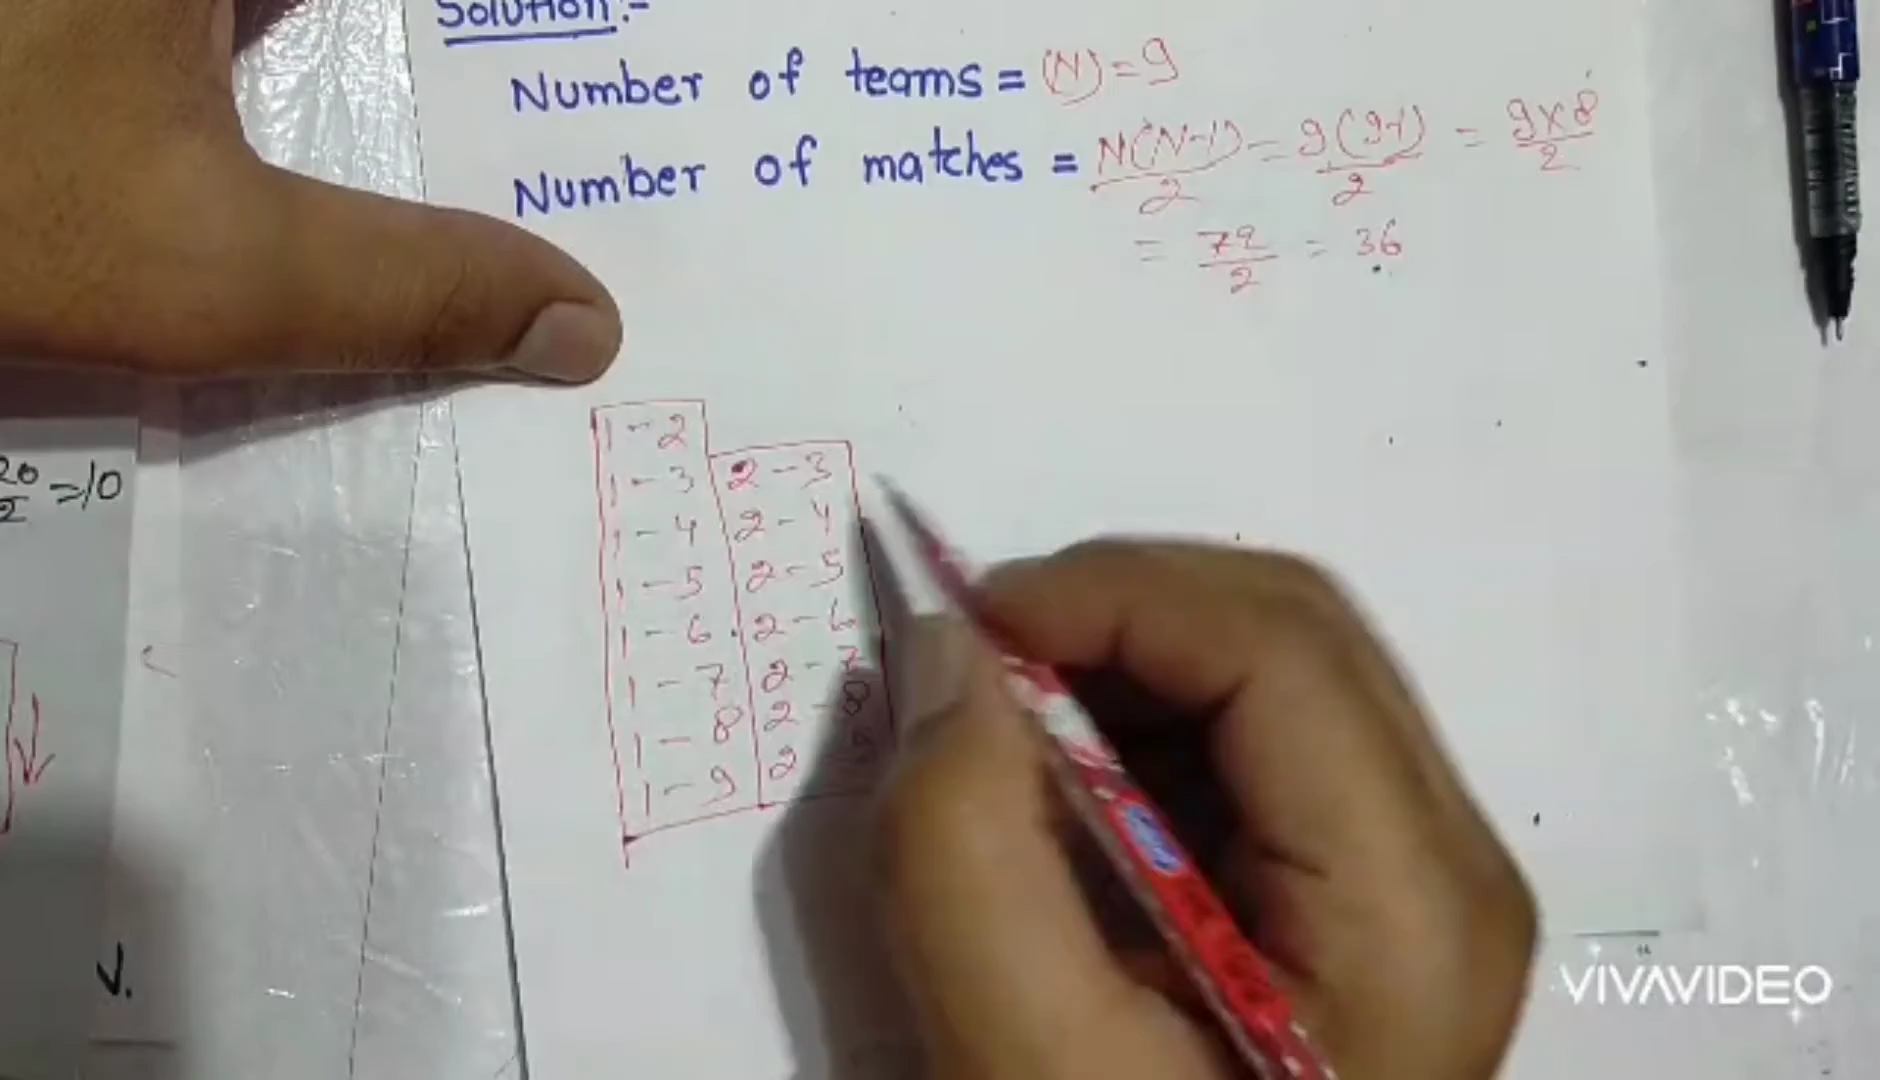 Solution:-
Number of teams = (N) = 9
Number of matches = N(N-1)/2 = 9(9-1)/2 = 9×8/2
= 72/2 = 36
1-2
1-3 2-3
1-4 2-4
1-5 2-5
1-6 2-6
1-7 2-7
1-8 2-8
1-9 2
20/2 = 10
V.
VIVAVIDEO